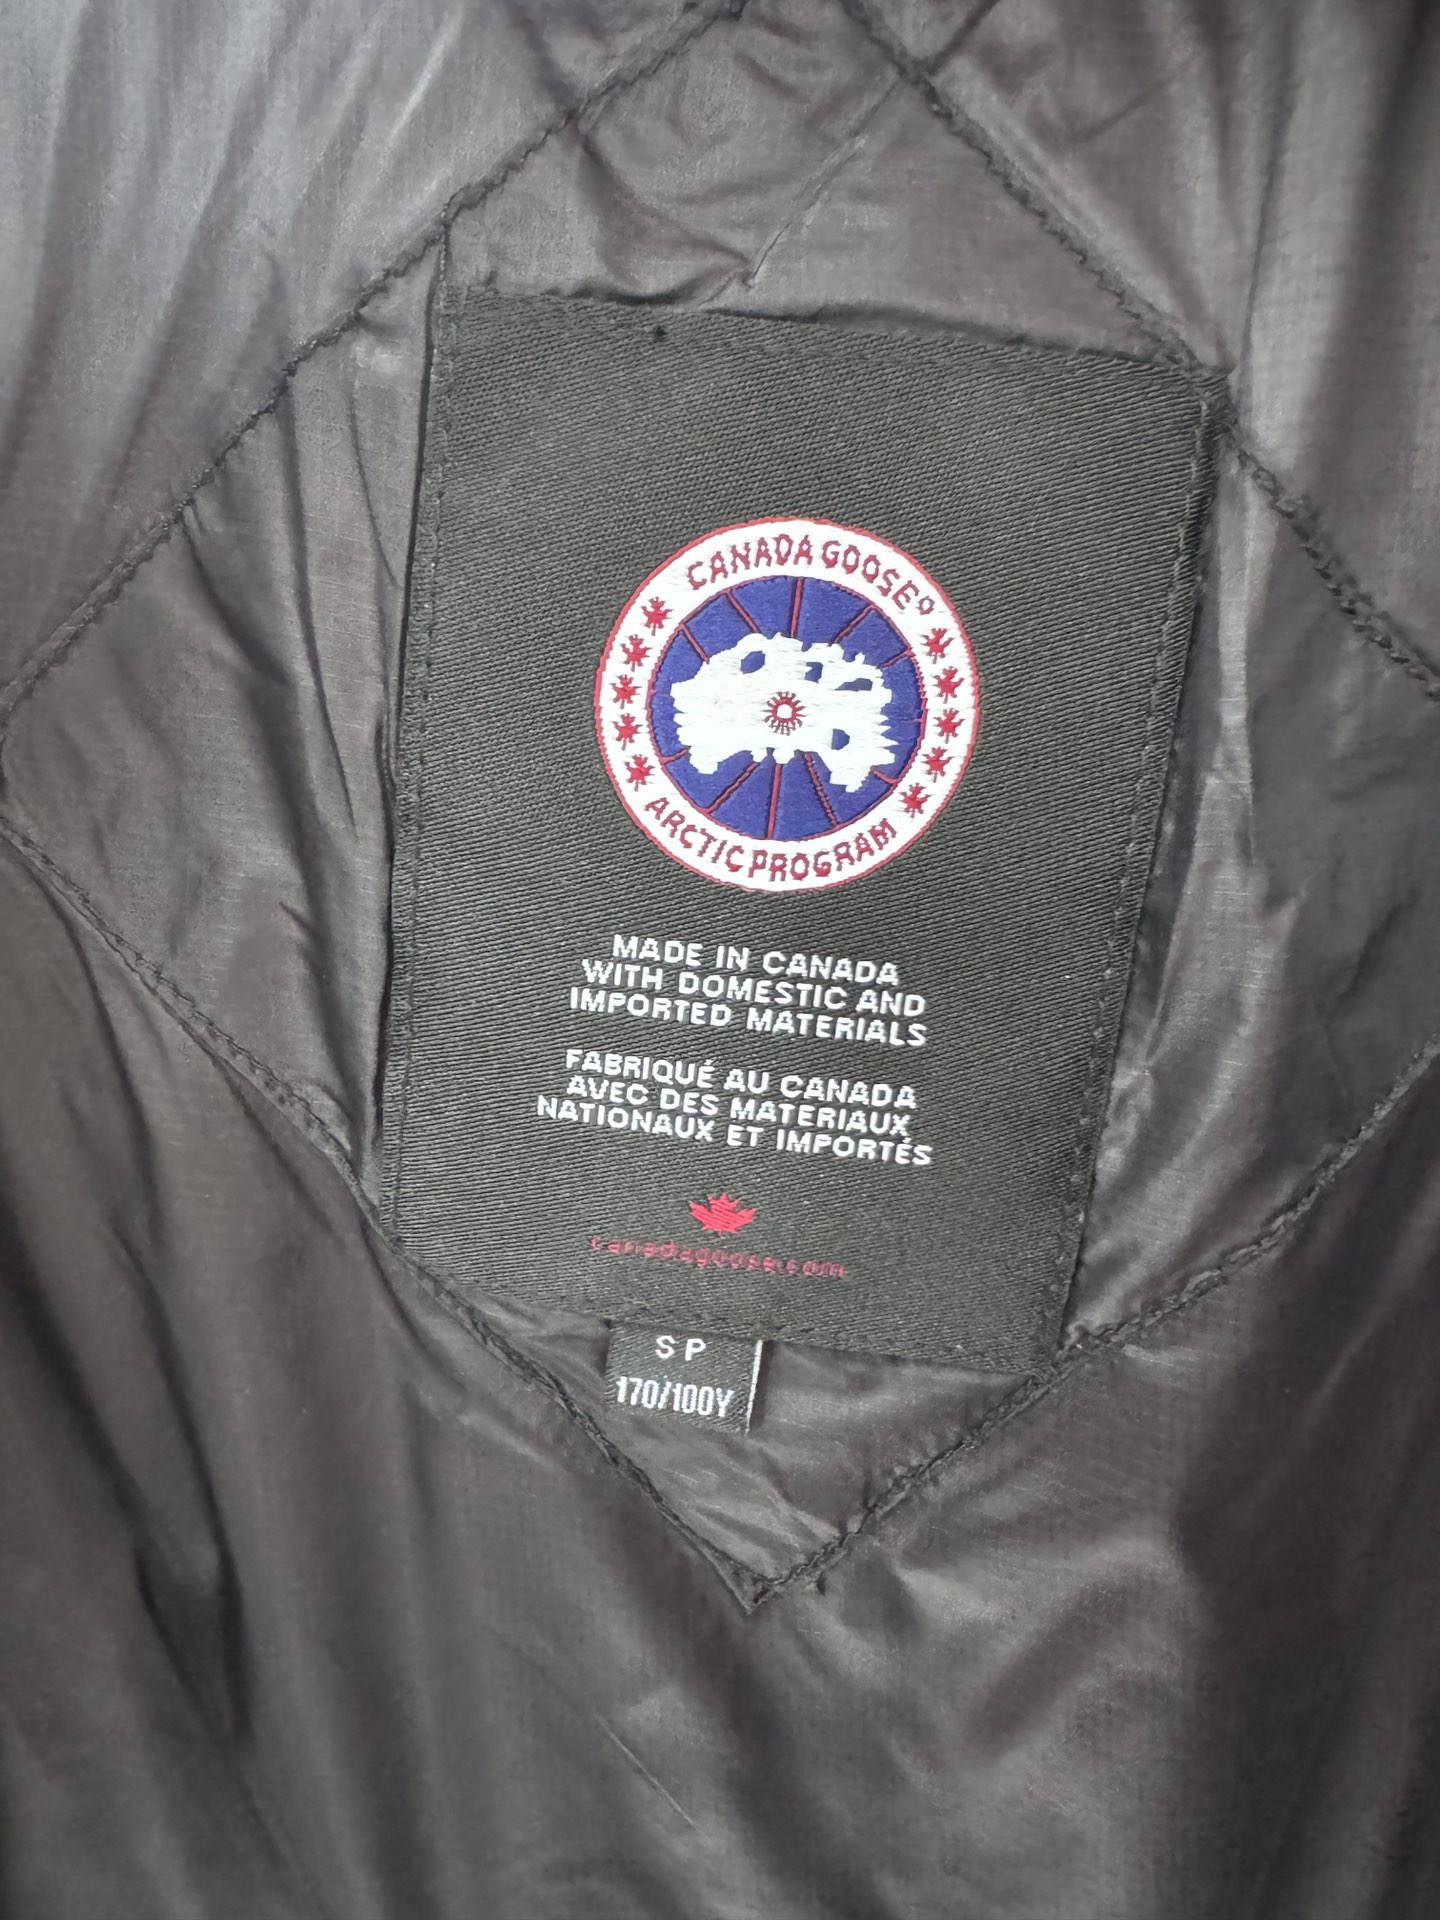 CANADA GOOSE®
ARCTIC PROGRAM
MADE IN CANADA
WITH DOMESTIC AND
IMPORTED MATERIALS
FABRIQUÉ AU CANADA
AVEC DES MATERIAUX
NATIONAUX ET IMPORTÉS
canadagoose.com
S P
170/100Y